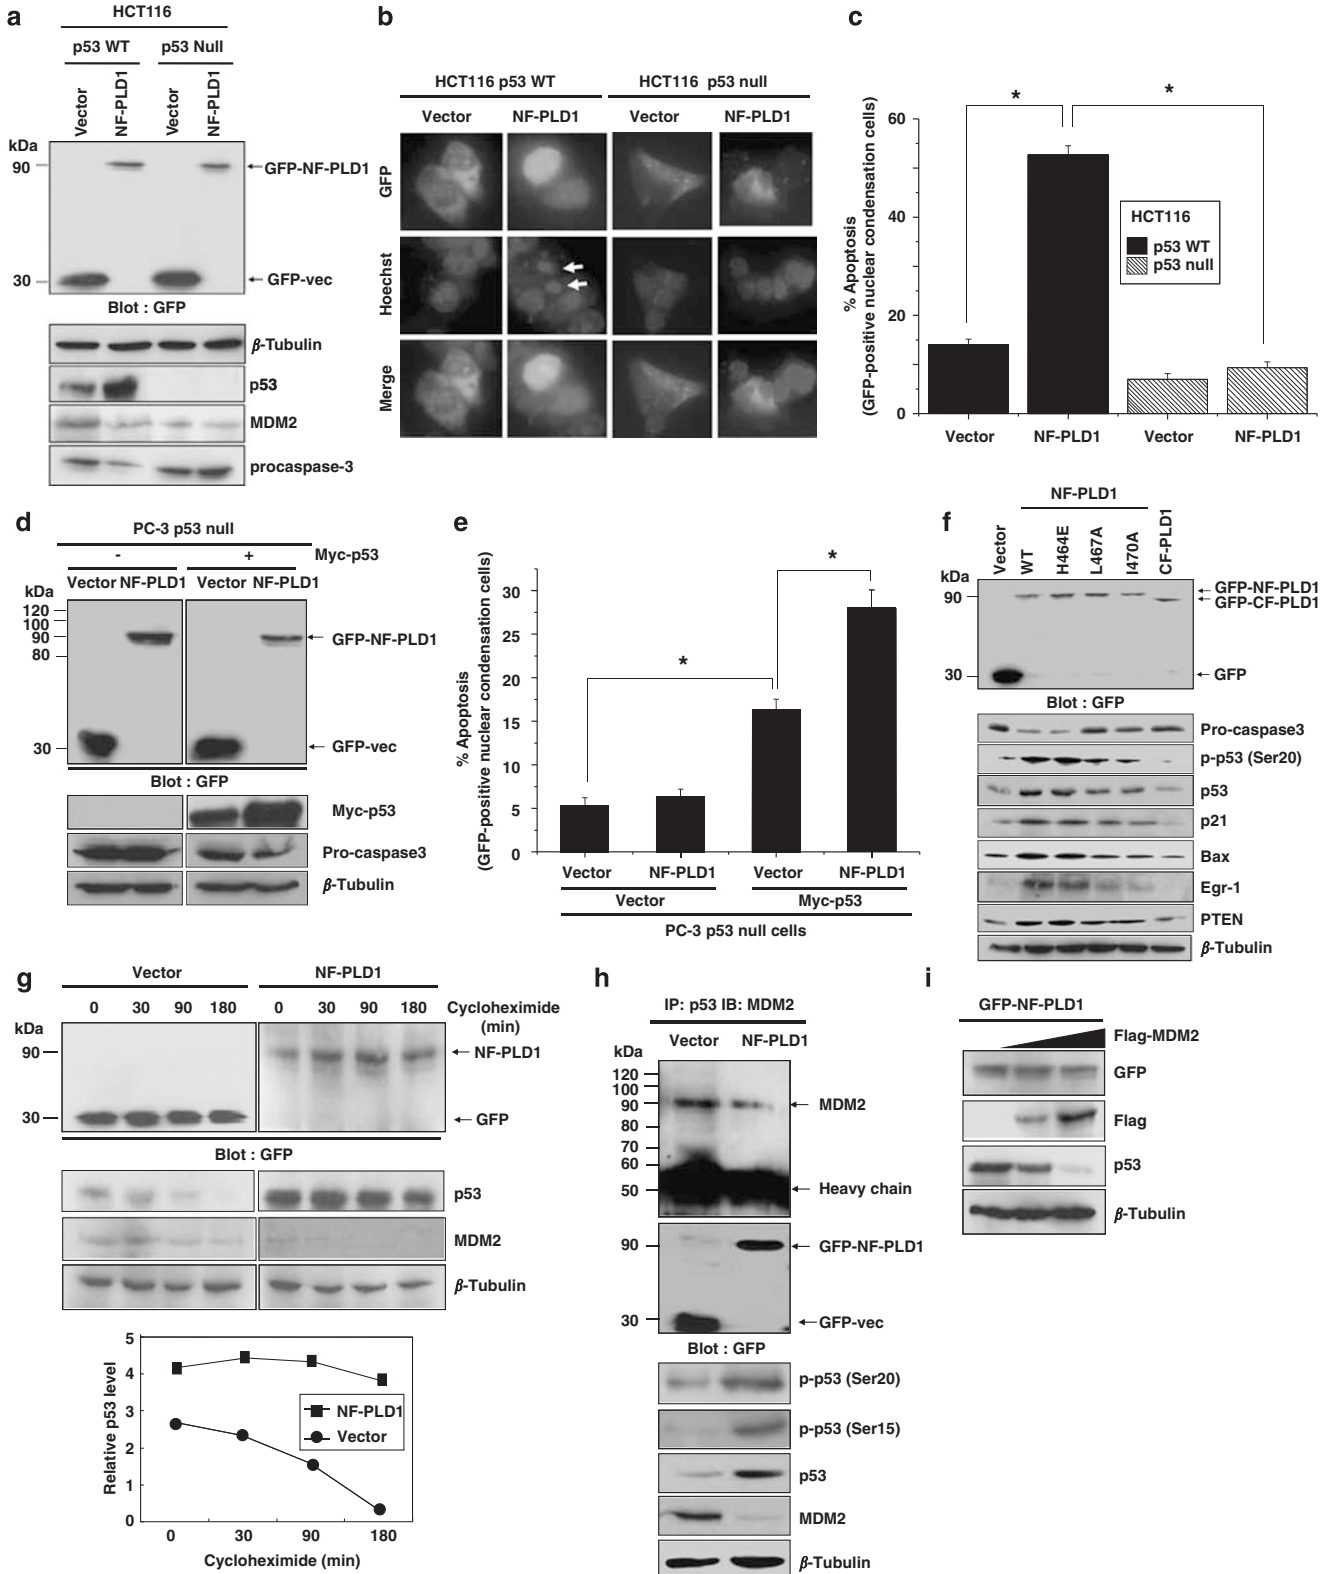 a
HCT116
p53 WT
p53 Null
Vector
NF-PLD1
Vector
NF-PLD1
kDa
90
GFP-NF-PLD1
30
GFP-vec
Blot : GFP
β-Tubulin
p53
MDM2
procaspase-3
b
HCT116 p53 WT
HCT116 p53 null
Vector
NF-PLD1
Vector
NF-PLD1
GFP
Hoechst
Merge
c
% Apoptosis
(GFP-positive nuclear condensation cells)
60
40
20
0
*
*
HCT116
p53 WT
p53 null
Vector
NF-PLD1
Vector
NF-PLD1
d
PC-3 p53 null
-
+
Myc-p53
Vector NF-PLD1
Vector NF-PLD1
kDa
120
100
90
80
30
GFP-NF-PLD1
GFP-vec
Blot : GFP
Myc-p53
Pro-caspase3
β-Tubulin
e
% Apoptosis
(GFP-positive nuclear condensation cells)
30
25
20
15
10
5
0
*
*
Vector
NF-PLD1
Vector
NF-PLD1
Vector
Myc-p53
PC-3 p53 null cells
f
NF-PLD1
Vector
WT
H464E
L467A
I470A
CF-PLD1
kDa
90
30
GFP-NF-PLD1
GFP-CF-PLD1
GFP
Blot : GFP
Pro-caspase3
p-p53 (Ser20)
p53
p21
Bax
Egr-1
PTEN
β-Tubulin
g
Vector
NF-PLD1
0 30 90 180
0 30 90 180
Cycloheximide
(min)
kDa
90
NF-PLD1
30
GFP
Blot : GFP
p53
MDM2
β-Tubulin
Relative p53 level
5
4
3
2
1
0
NF-PLD1
Vector
0 30 90 180
Cycloheximide (min)
h
IP: p53 IB: MDM2
Vector
NF-PLD1
kDa
120
100
90
80
70
60
50
MDM2
Heavy chain
90
GFP-NF-PLD1
30
GFP-vec
Blot : GFP
p-p53 (Ser20)
p-p53 (Ser15)
p53
MDM2
β-Tubulin
i
GFP-NF-PLD1
Flag-MDM2
GFP
Flag
p53
β-Tubulin